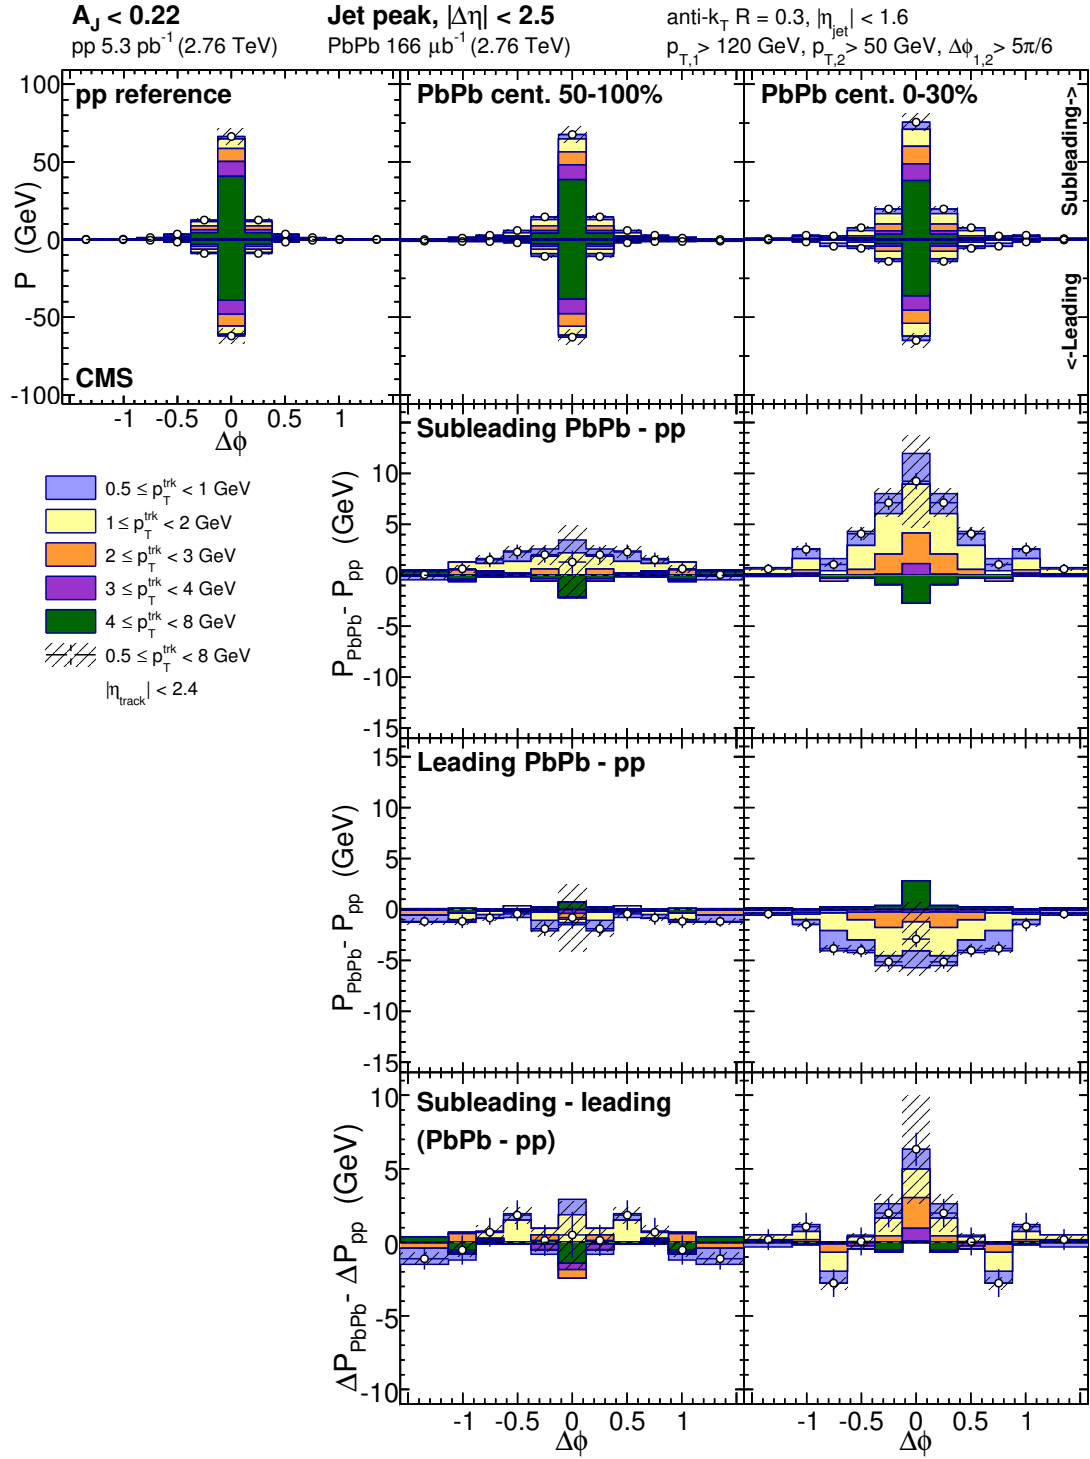 A_J < 0.22
Jet peak, |Δη| < 2.5
anti-k_T R = 0.3, |η_jet| < 1.6
pp 5.3 pb⁻¹ (2.76 TeV)
PbPb 166 μb⁻¹ (2.76 TeV)
p_T,1 > 120 GeV, p_T,2 > 50 GeV, Δϕ_1,2 > 5π/6
pp reference
PbPb cent. 50-100%
PbPb cent. 0-30%
P (GeV)
100
50
0
-50
-100
Subleading-->
<-Leading
CMS
-1 -0.5 0 0.5 1
Δϕ
0.5 ≤ p_T^trk < 1 GeV
1 ≤ p_T^trk < 2 GeV
2 ≤ p_T^trk < 3 GeV
3 ≤ p_T^trk < 4 GeV
4 ≤ p_T^trk < 8 GeV
0.5 ≤ p_T^trk < 8 GeV
|η_track| < 2.4
Subleading PbPb - pp
P_PbPb - P_pp (GeV)
10
5
0
-5
-10
-15
Leading PbPb - pp
P_PbPb - P_pp (GeV)
15
10
5
0
-5
-10
-15
Subleading - leading
(PbPb - pp)
ΔP_PbPb - ΔP_pp (GeV)
10
5
0
-5
-10
-1 -0.5 0 0.5 1
Δϕ
-1 -0.5 0 0.5 1
Δϕ